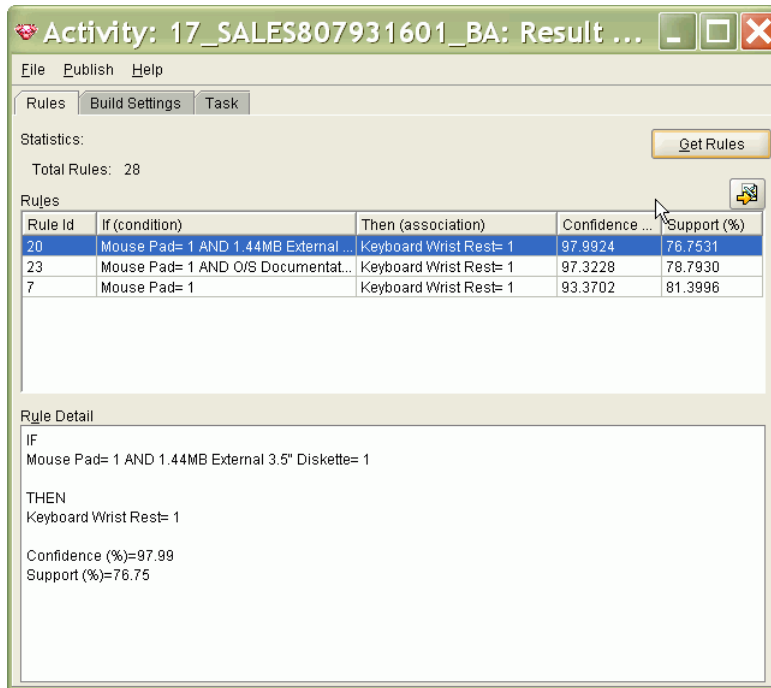 Activity: 17_SALES807931601_BA: Result ...
File Publish Help
Rules Build Settings Task
Statistics:
Get Rules
Total Rules: 28
Rules
Rule Id If (condition) Then (association) Confidence ... Support (%)
20 Mouse Pad= 1 AND 1.44MB External ... Keyboard Wrist Rest= 1 97.9924 76.7531
23 Mouse Pad= 1 AND O/S Documentat... Keyboard Wrist Rest= 1 97.3228 78.7930
7 Mouse Pad= 1 Keyboard Wrist Rest= 1 93.3702 81.3996
Rule Detail
IF
Mouse Pad= 1 AND 1.44MB External 3.5" Diskette= 1
THEN
Keyboard Wrist Rest= 1
Confidence (%)=97.99
Support (%)=76.75